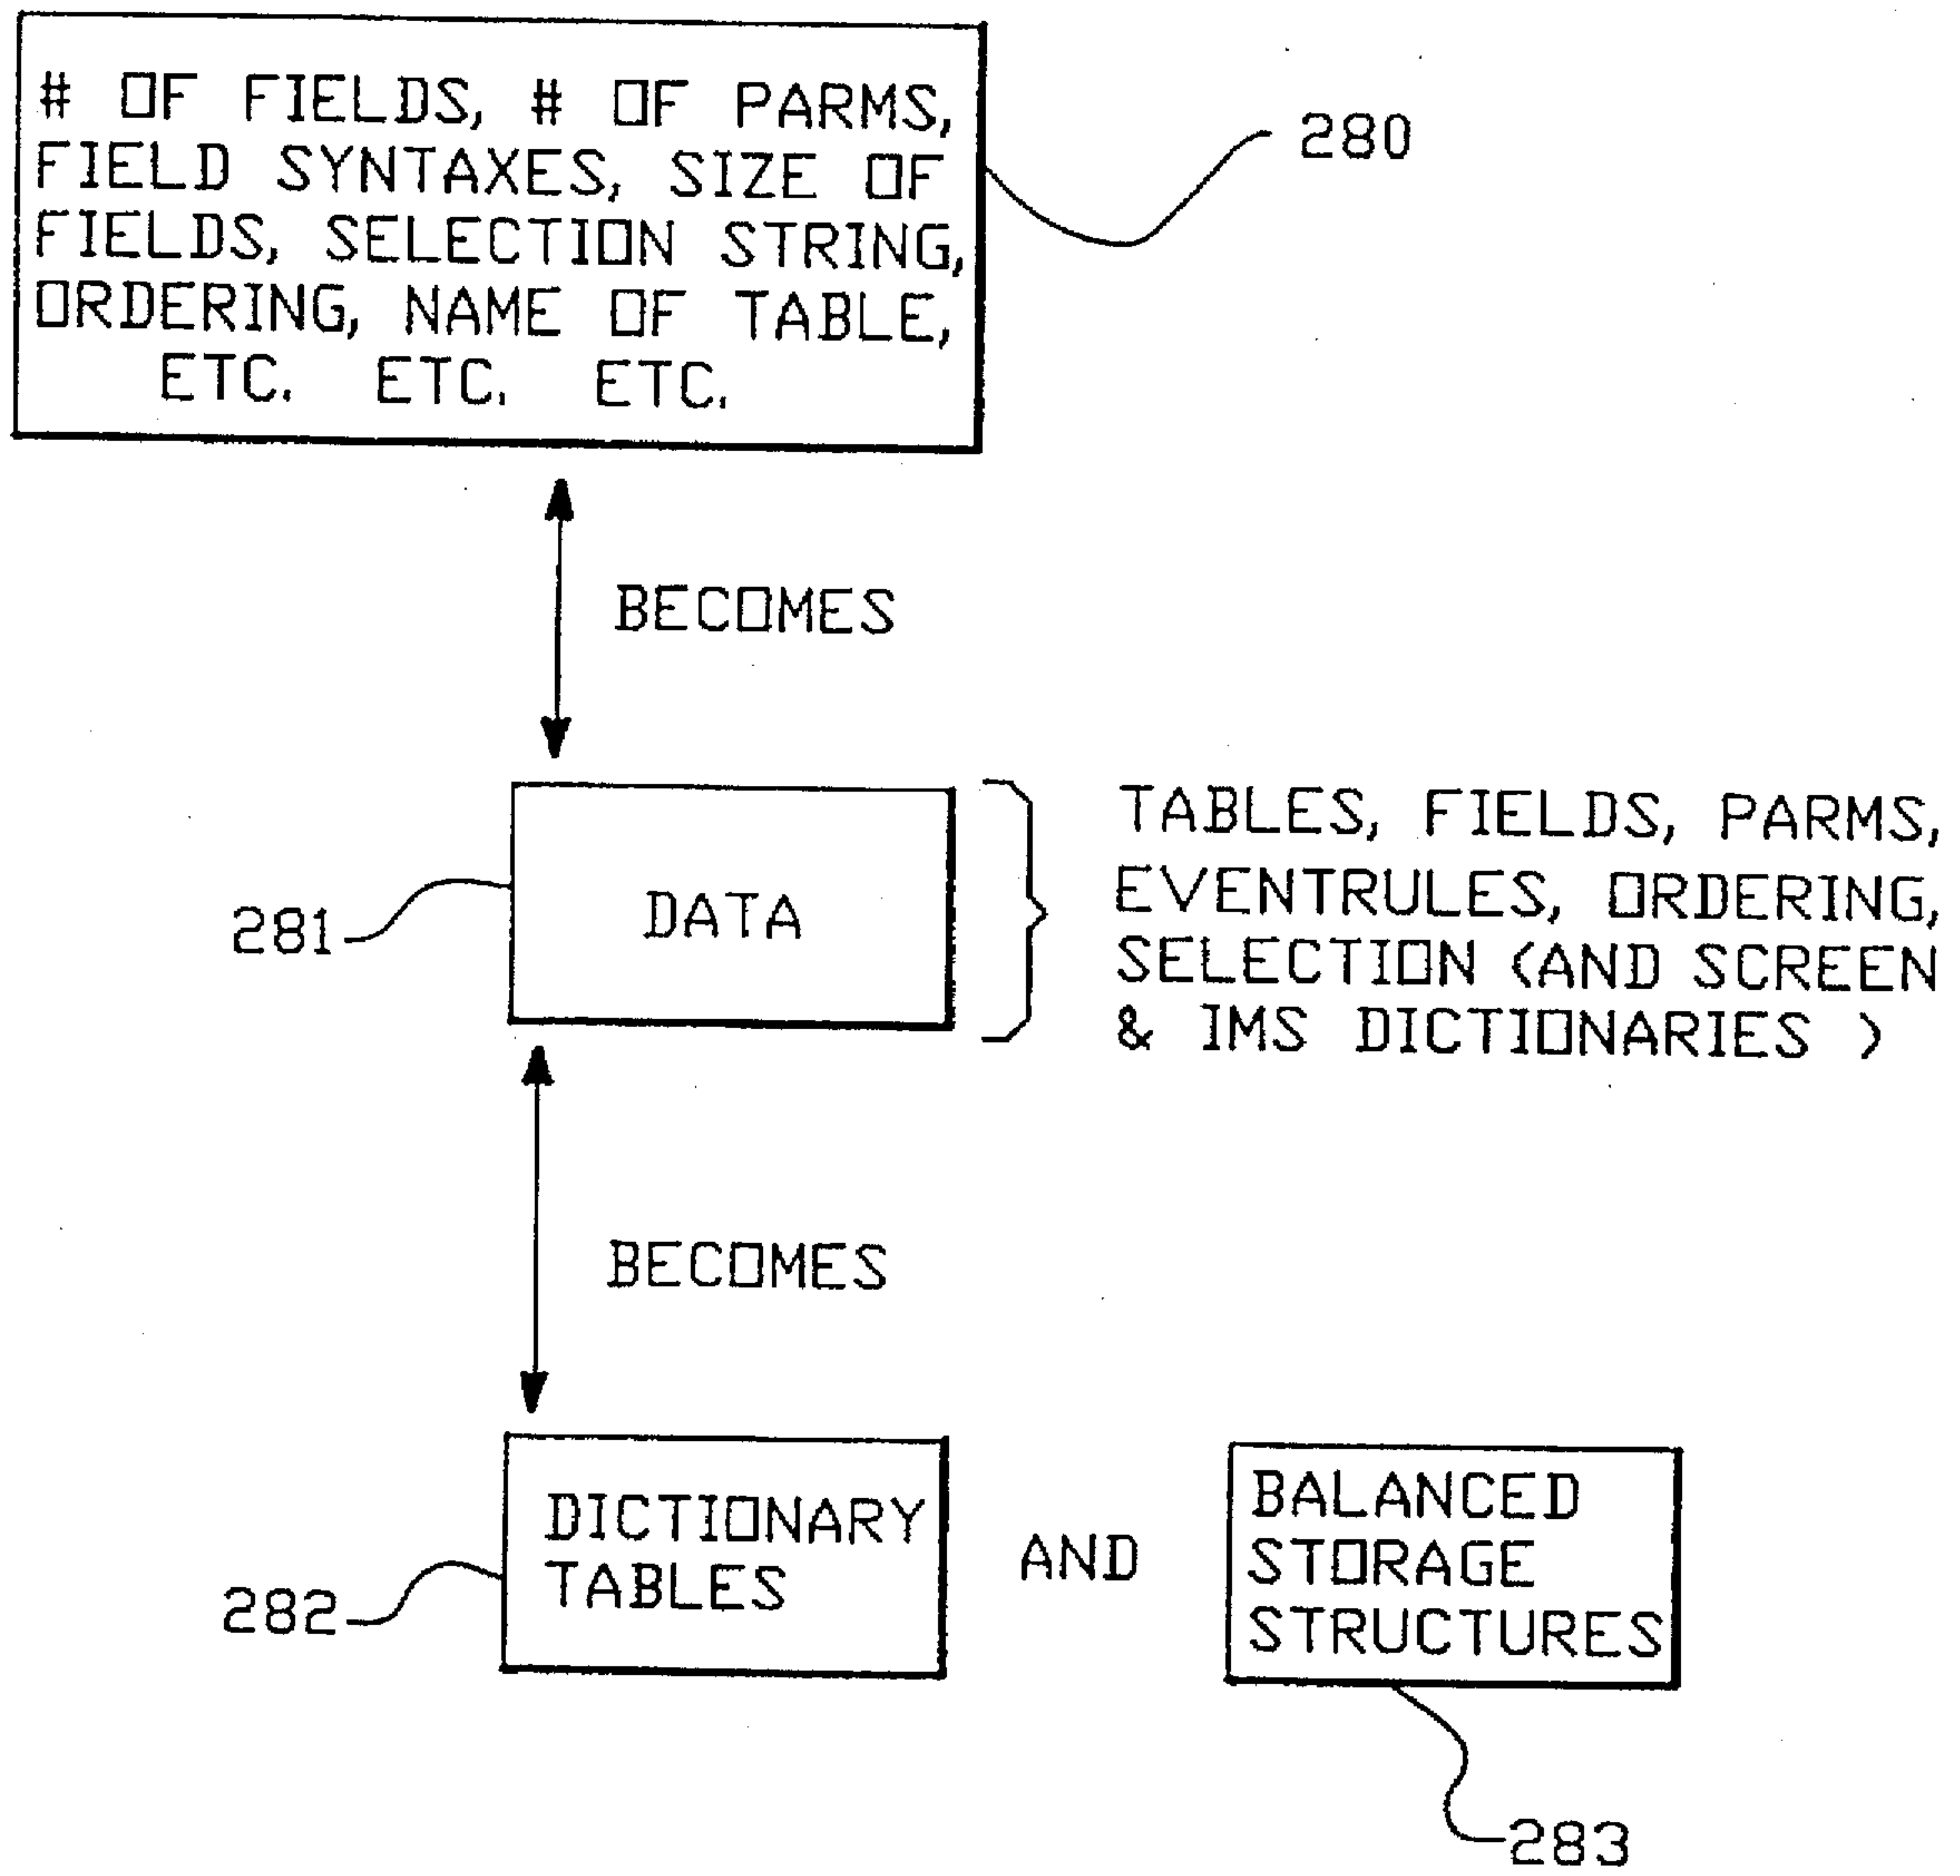 # OF FIELDS, # OF PARMS,
FIELD SYNTAXES, SIZE OF
FIELDS, SELECTION STRING,
ORDERING, NAME OF TABLE,
ETC. ETC. ETC.
280
BECOMES
DATA
281
TABLES, FIELDS, PARMS,
EVENTRULES, ORDERING,
SELECTION (AND SCREEN
& IMS DICTIONARIES )
BECOMES
DICTIONARY
TABLES
282
AND
BALANCED
STORAGE
STRUCTURES
283